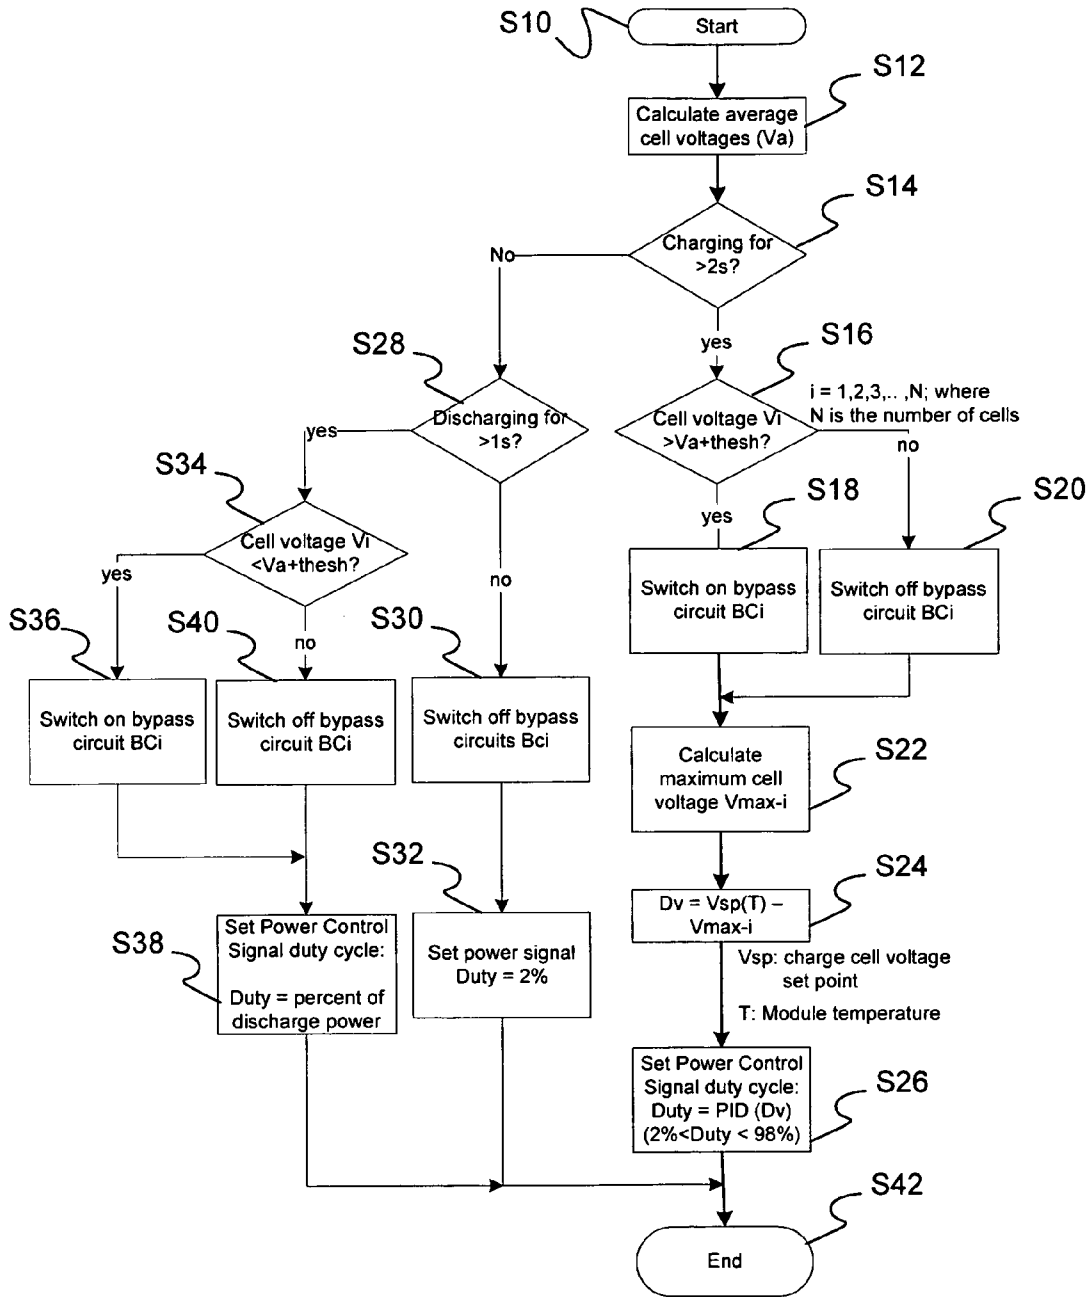 S10
Start
S12
Calculate average
cell voltages (Va)
S14
Charging for
>2s?
No
yes
S28
Discharging for
>1s?
S16
Cell voltage Vi
>Va+thesh?
i = 1,2,3,...,N; where
N is the number of cells
no
yes
S34
Cell voltage Vi
<Va+thesh?
yes
no
no
yes
S18
Switch on bypass
circuit BCi
S20
Switch off bypass
circuit BCi
S36
Switch on bypass
circuit BCi
S40
Switch off bypass
circuit BCi
S30
Switch off bypass
circuits Bci
S22
Calculate
maximum cell
voltage Vmax-i
S24
Dv = Vsp(T) –
Vmax-i
Vsp: charge cell voltage
set point
T: Module temperature
S38
Set Power Control
Signal duty cycle:
Duty = percent of
discharge power
S32
Set power signal
Duty = 2%
S26
Set Power Control
Signal duty cycle:
Duty = PID (Dv)
(2%<Duty < 98%)
S42
End